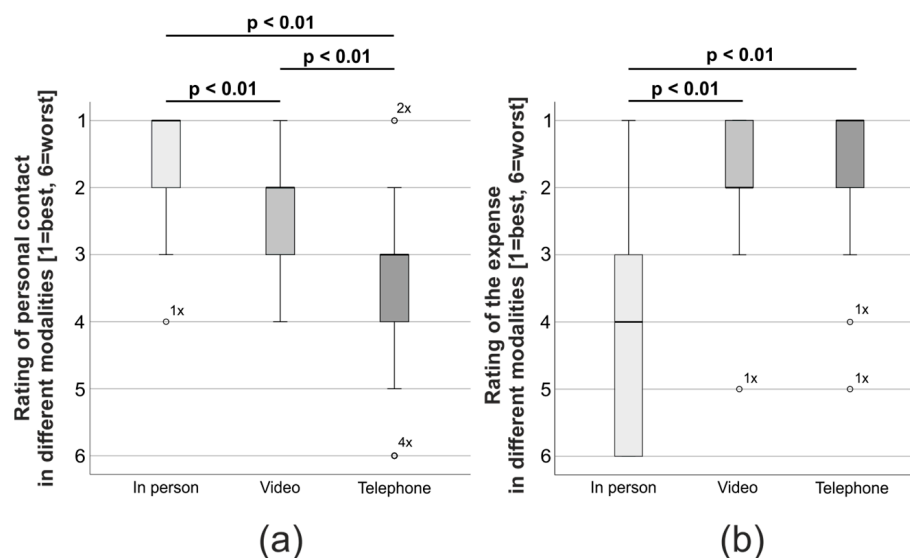 p < 0.01
p < 0.01
p < 0.01
Rating of personal contact
in different modalities [1=best, 6=worst]
1
2
3
4
5
6
1x
2x
4x
In person
Video
Telephone
(a)
p < 0.01
p < 0.01
Rating of the expense
in different modalities [1=best, 6=worst]
1
2
3
4
5
6
1x
1x
1x
In person
Video
Telephone
(b)